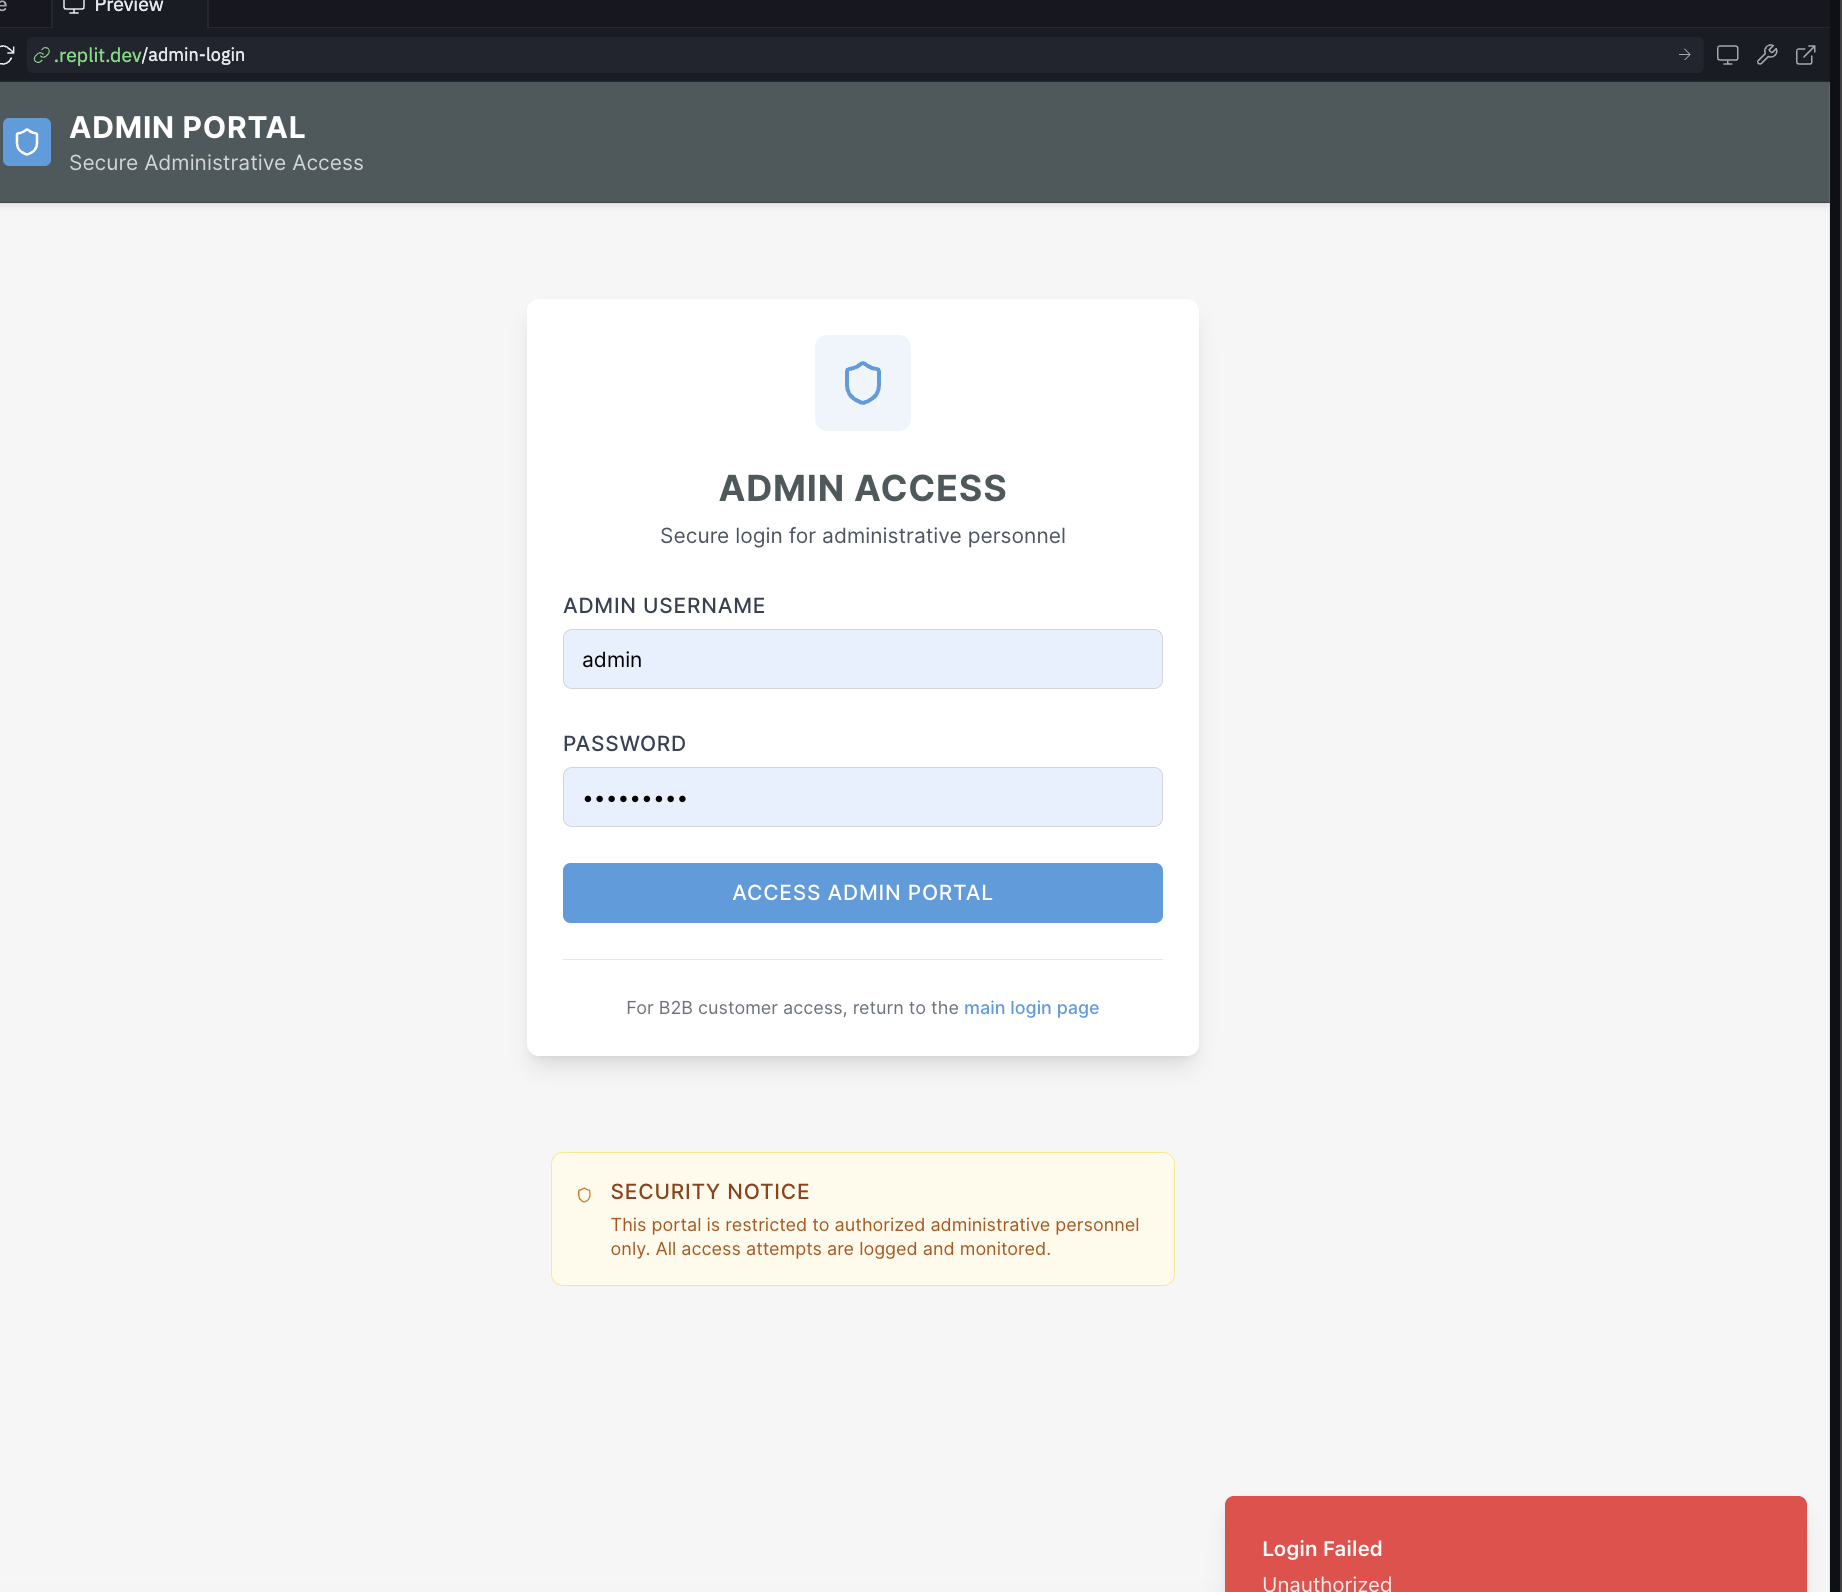 Preview
.replit.dev/admin-login
ADMIN PORTAL
Secure Administrative Access
ADMIN ACCESS
Secure login for administrative personnel
ADMIN USERNAME
admin
PASSWORD
•••••••••
ACCESS ADMIN PORTAL
For B2B customer access, return to the main login page
SECURITY NOTICE
This portal is restricted to authorized administrative personnel
only. All access attempts are logged and monitored.
Login Failed
Unauthorized